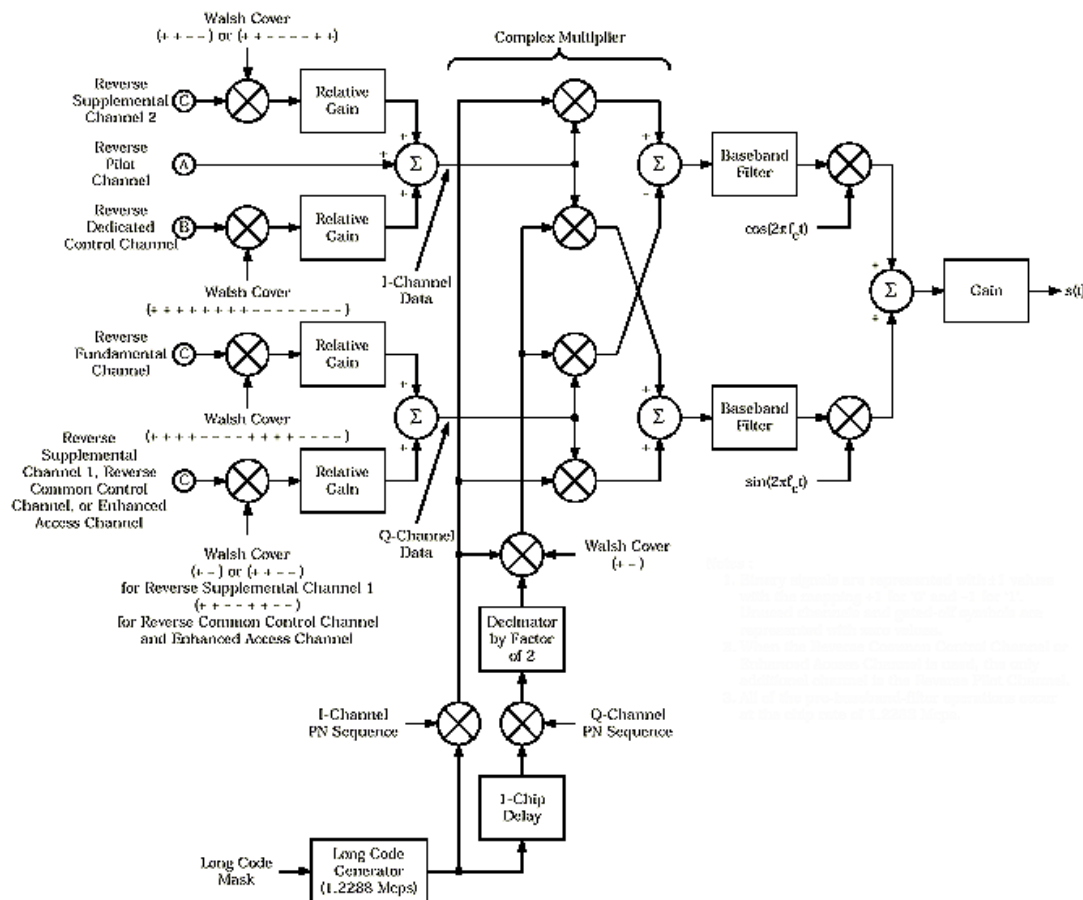 Walsh Cover
(+ + – –) or (+ + – – – – + +)
Complex Multiplier
Reverse
Supplemental
Channel 2
C
Relative
Gain
+
+
–
+
Reverse
Pilot
Channel
A
Σ
Σ
Baseband
Filter
Reverse
Dedicated
Control Channel
B
Relative
Gain
+
cos(2πf_ct)
I-Channel
Data
Walsh Cover
(+ + + + + + + + – – – – – – – –)
Reverse
Fundamental
Channel
C
Relative
Gain
+
+
Σ
+
Gain
s(t)
Walsh Cover
(+ + + + – – – – + + + + – – – –)
Σ
+
Σ
+
+
Baseband
Filter
Reverse
Supplemental
Channel 1, Reverse
Common Control
Channel, or Enhanced
Access Channel
C
Relative
Gain
sin(2πf_ct)
Q-Channel
Data
Walsh Cover
(+ –) or (+ + – –)
for Reverse Supplemental Channel 1
(+ + – – + + – –)
for Reverse Common Control Channel
and Enhanced Access Channel
Walsh Cover
(+ –)
Decimator
by Factor
of 2
I-Channel
PN Sequence
Q-Channel
PN Sequence
1-Chip
Delay
Long Code
Mask
Long Code
Generator
(1.2288 Mcps)